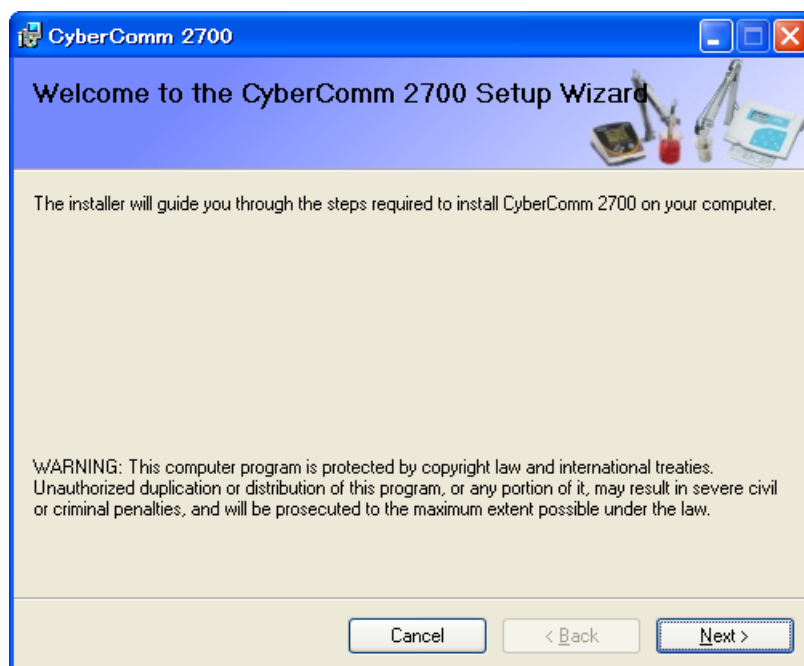 CyberComm 2700
Welcome to the CyberComm 2700 Setup Wizard
The installer will guide you through the steps required to install CyberComm 2700 on your computer.
WARNING: This computer program is protected by copyright law and international treaties.
Unauthorized duplication or distribution of this program, or any portion of it, may result in severe civil
or criminal penalties, and will be prosecuted to the maximum extent possible under the law.
Cancel
< Back
Next >